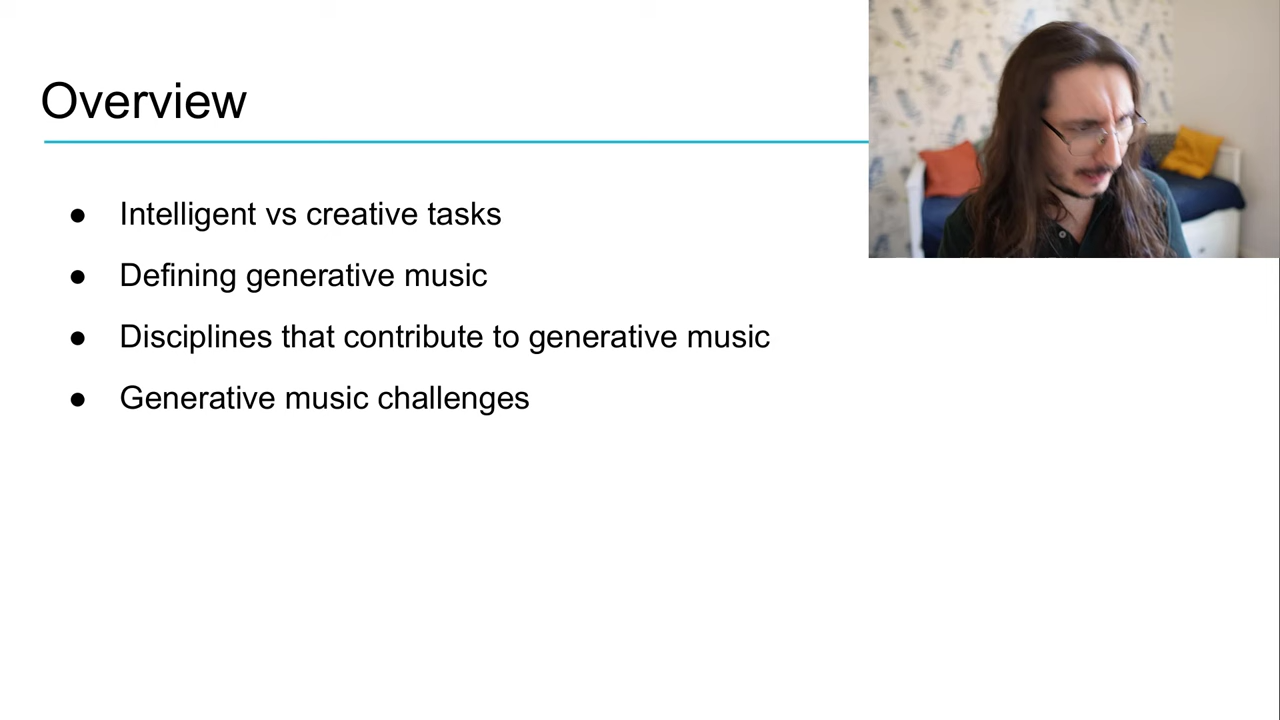 Overview
● Intelligent vs creative tasks
● Defining generative music
● Disciplines that contribute to generative music
● Generative music challenges